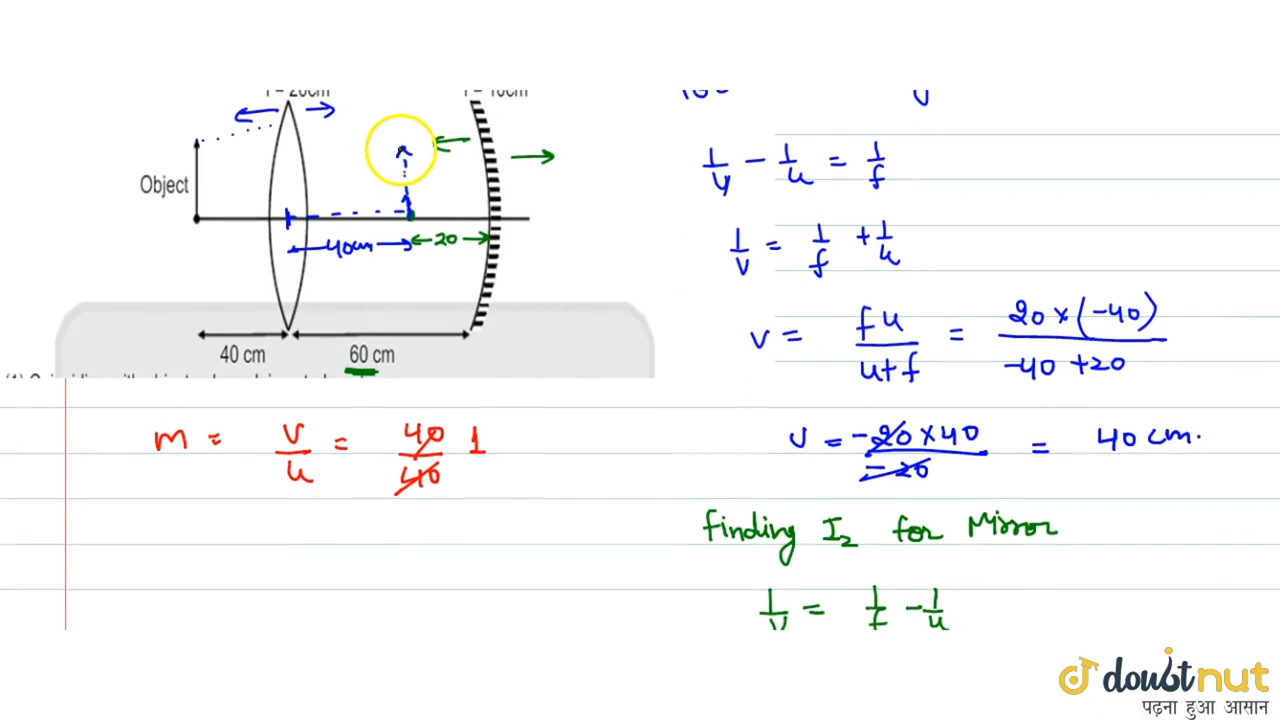 Object
40cm
20
40 cm
60 cm
1/v - 1/u = 1/f
1/v = 1/f + 1/u
v = fu/u+f = 20×(-40)/-40+20
m = v/u = 40/40 1
v = -20×40/-20 = 40 cm.
finding I₂ for Mirror
1/v = 1/f - 1/u
doubtnut
पढ़ना हुआ आसान